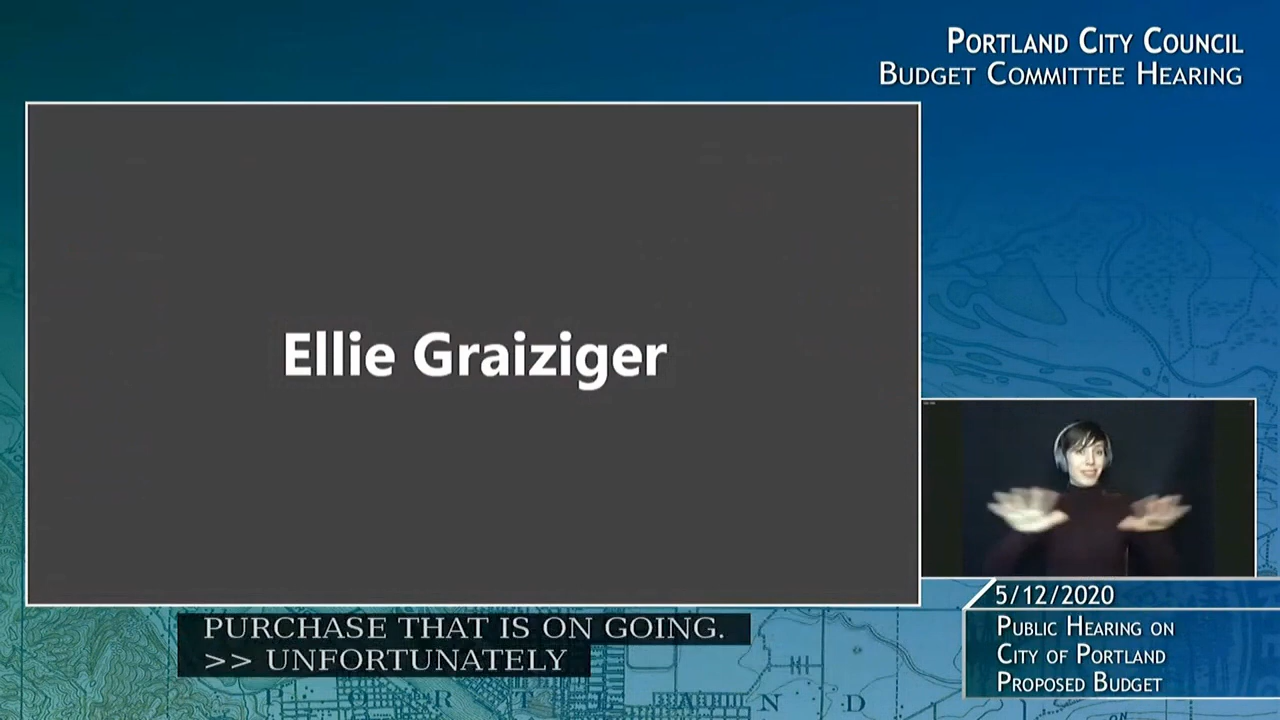 PORTLAND CITY COUNCIL
BUDGET COMMITTEE HEARING
Ellie Graiziger
PURCHASE THAT IS ON GOING.
>> UNFORTUNATELY
5/12/2020
PUBLIC HEARING ON
CITY OF PORTLAND
PROPOSED BUDGET